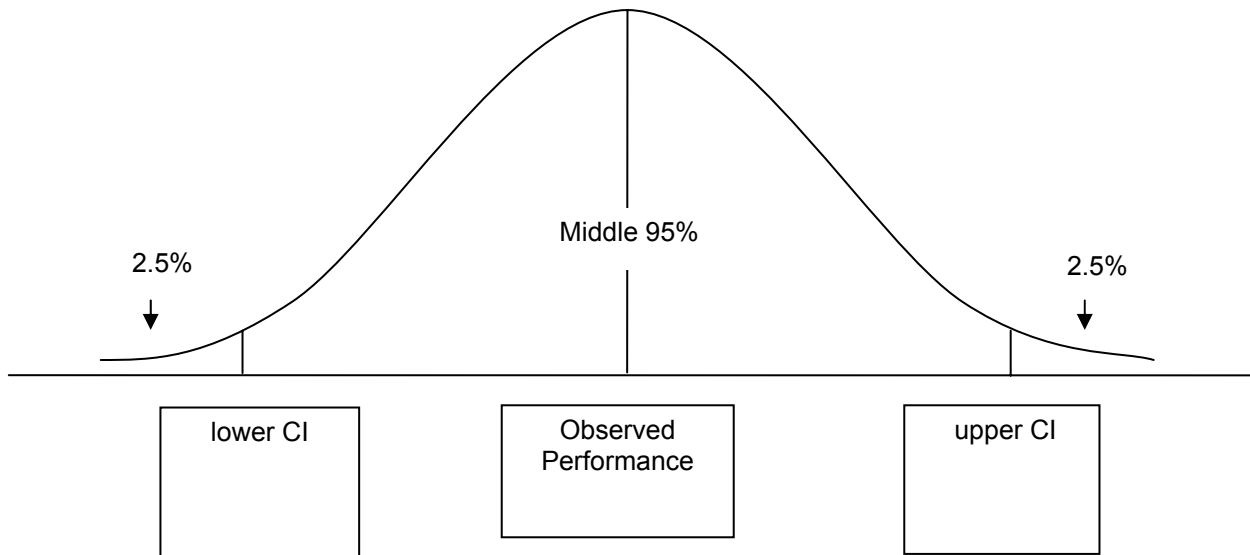 Middle 95%
2.5%
2.5%
lower CI
Observed
Performance
upper CI